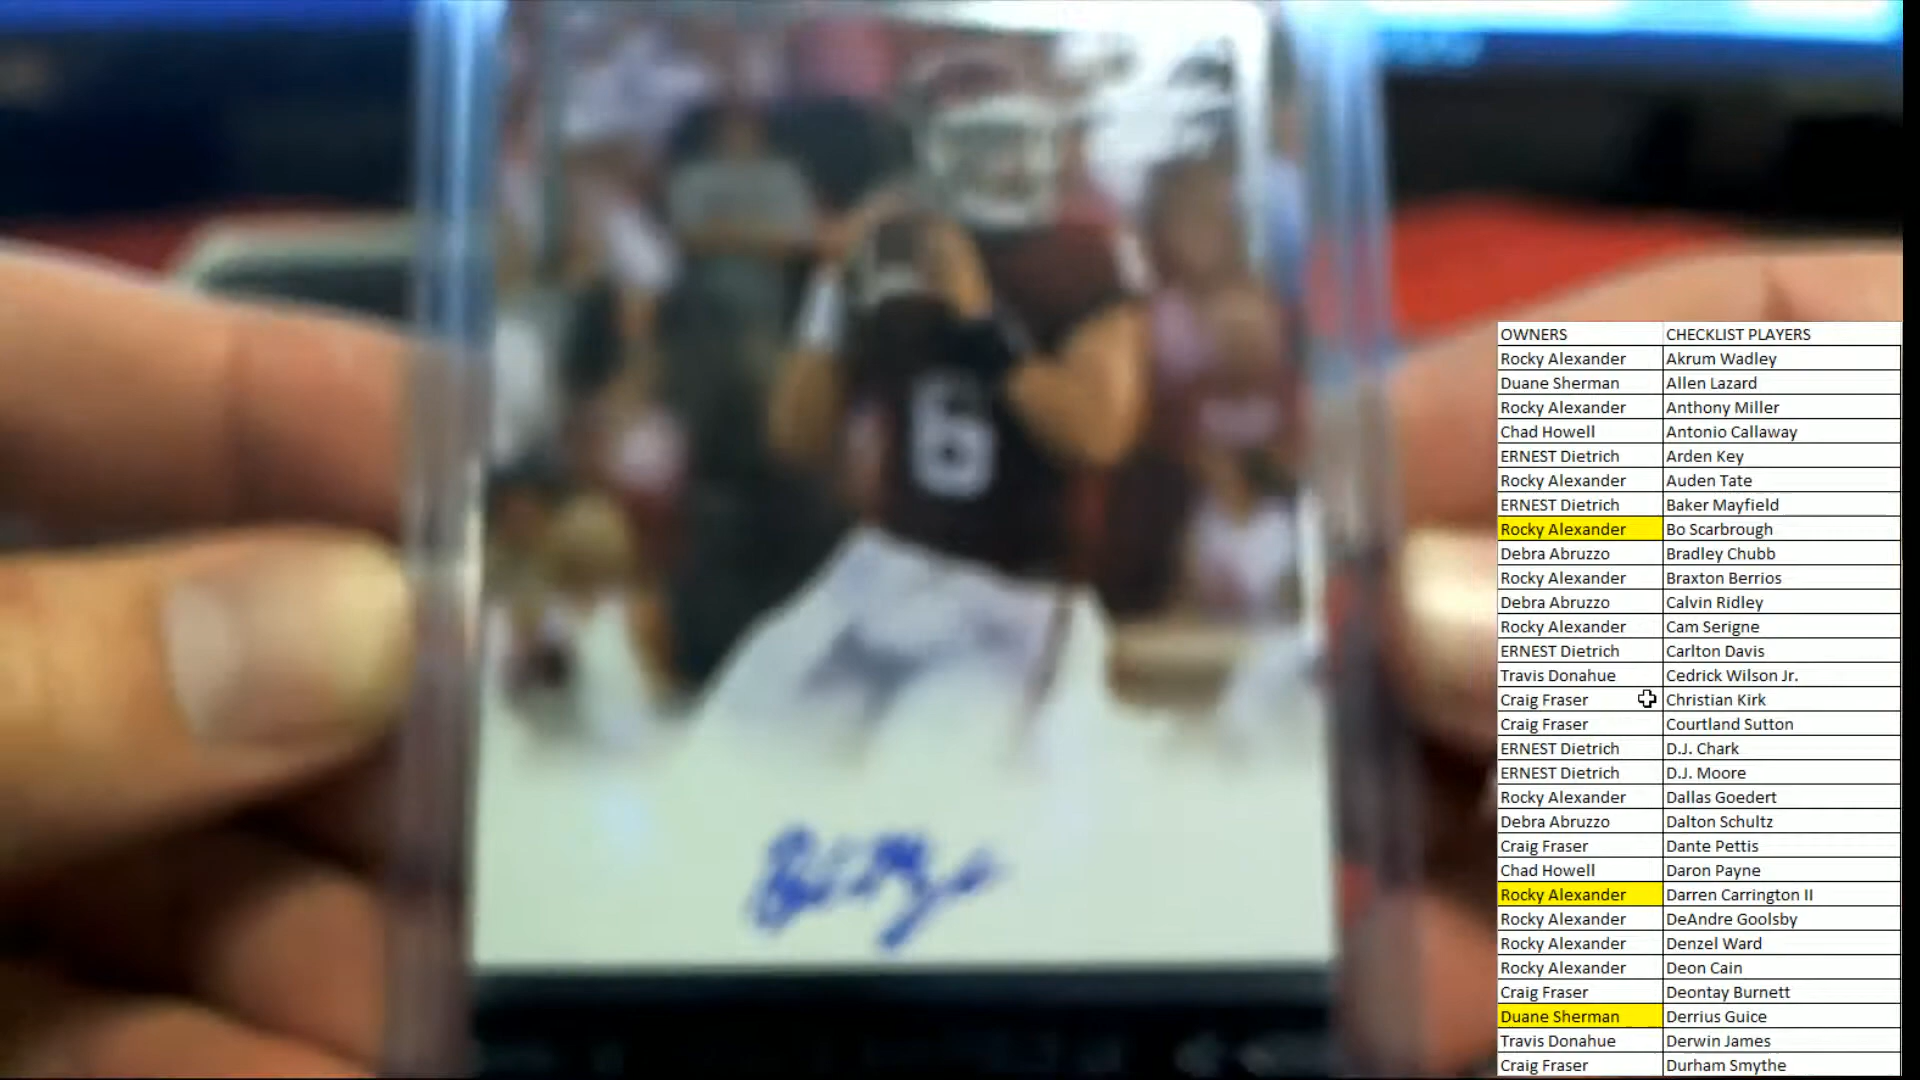 6
OWNERS CHECKLIST PLAYERS
Rocky Alexander Akrum Wadley
Duane Sherman Allen Lazard
Rocky Alexander Anthony Miller
Chad Howell Antonio Callaway
ERNEST Dietrich Arden Key
Rocky Alexander Auden Tate
ERNEST Dietrich Baker Mayfield
Rocky Alexander Bo Scarbrough
Debra Abruzzo Bradley Chubb
Rocky Alexander Braxton Berrios
Debra Abruzzo Calvin Ridley
Rocky Alexander Cam Serigne
ERNEST Dietrich Carlton Davis
Travis Donahue Cedrick Wilson Jr.
Craig Fraser Christian Kirk
Craig Fraser Courtland Sutton
ERNEST Dietrich D.J. Chark
ERNEST Dietrich D.J. Moore
Rocky Alexander Dallas Goedert
Debra Abruzzo Dalton Schultz
Craig Fraser Dante Pettis
Chad Howell Daron Payne
Rocky Alexander Darren Carrington II
Rocky Alexander DeAndre Goolsby
Rocky Alexander Denzel Ward
Rocky Alexander Deon Cain
Craig Fraser Deontay Burnett
Duane Sherman Derrius Guice
Travis Donahue Derwin James
Craig Fraser Durham Smythe